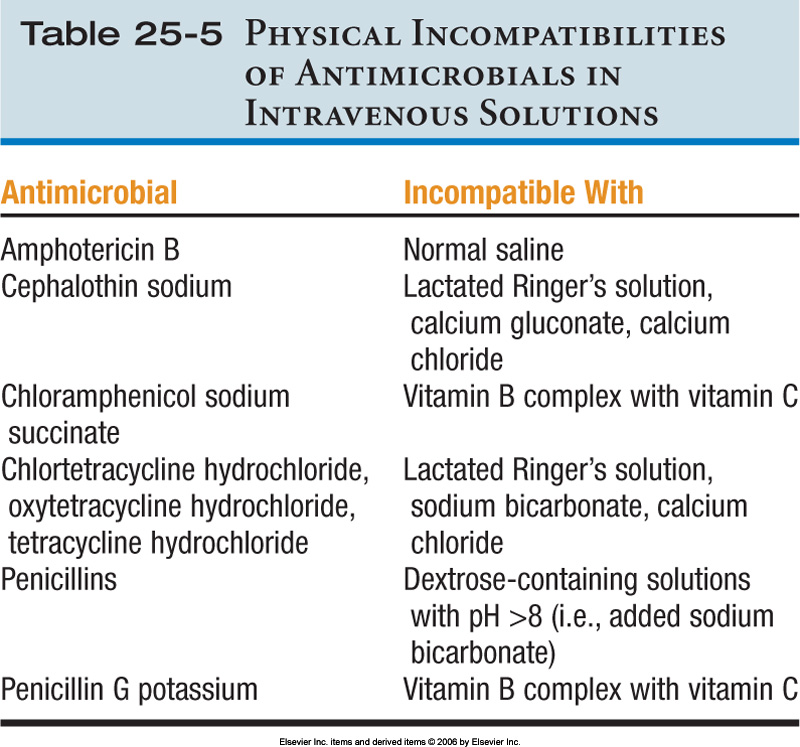 Table 25-5 Physical Incompatibilities
of Antimicrobials in
Intravenous Solutions
Antimicrobial Incompatible With
Amphotericin B Normal saline
Cephalothin sodium Lactated Ringer’s solution,
calcium gluconate, calcium
chloride
Chloramphenicol sodium Vitamin B complex with vitamin C
succinate
Chlortetracycline hydrochloride, Lactated Ringer’s solution,
oxytetracycline hydrochloride, sodium bicarbonate, calcium
tetracycline hydrochloride chloride
Penicillins Dextrose-containing solutions
with pH >8 (i.e., added sodium
bicarbonate)
Penicillin G potassium Vitamin B complex with vitamin C
Elsevier Inc. items and derived items © 2006 by Elsevier Inc.